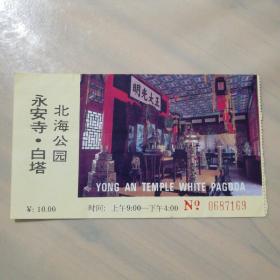 北海公园
永安寺·白塔
大光明
YONG AN TEMPLE WHITE PAGODA
¥: 10.00
时间: 上午9:00—下午4:00
№ 0687169